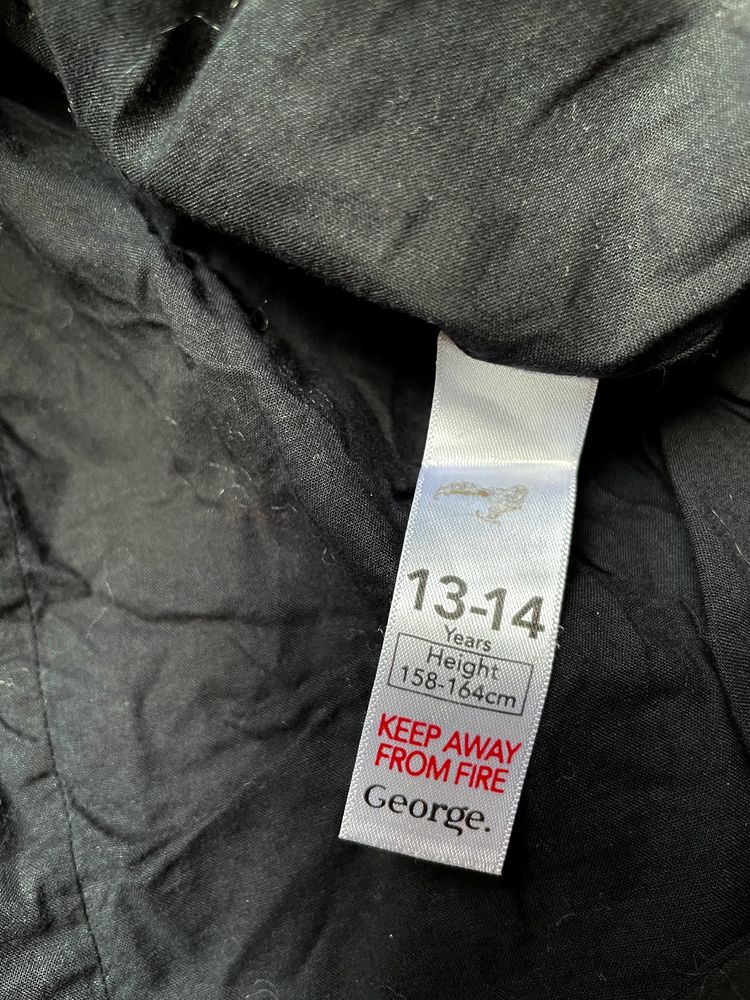 13-14
Years
Height
158-164cm
KEEP AWAY
FROM FIRE
George.